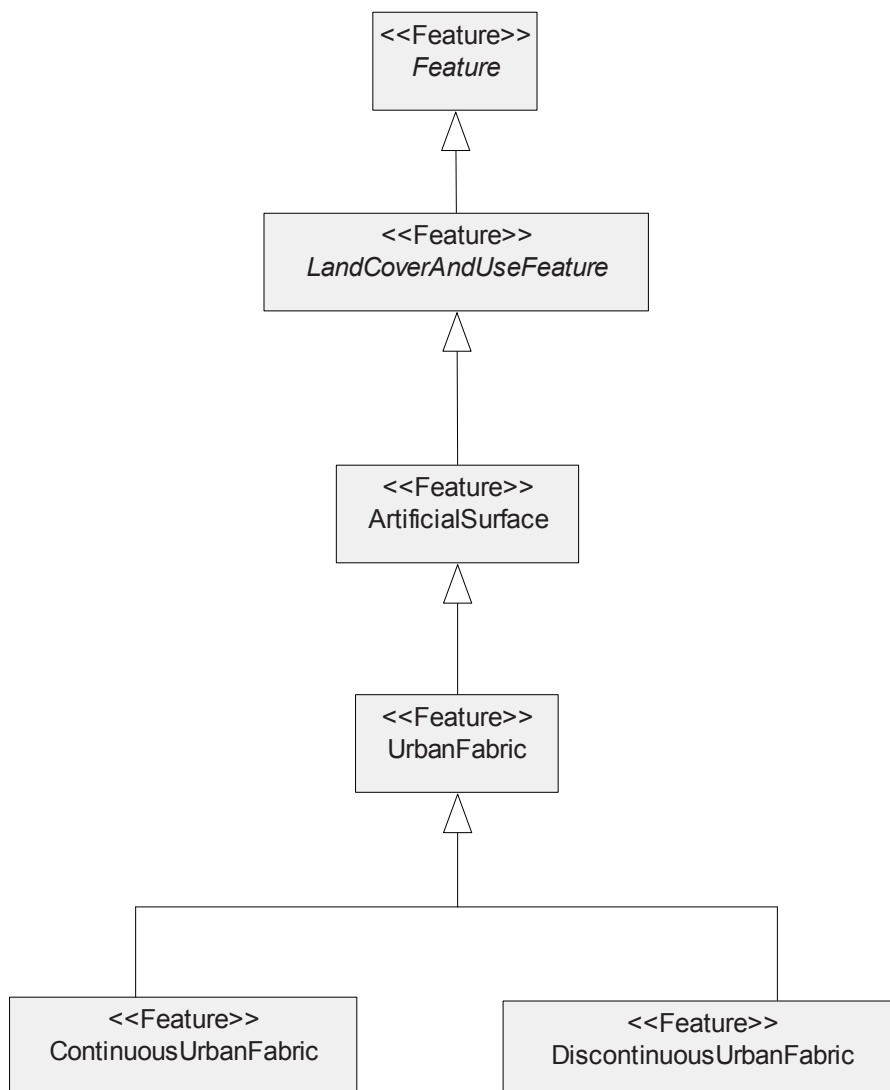 <<Feature>>
Feature
<<Feature>>
LandCoverAndUseFeature
<<Feature>>
ArtificialSurface
<<Feature>>
UrbanFabric
<<Feature>>
ContinuousUrbanFabric
<<Feature>>
DiscontinuousUrbanFabric